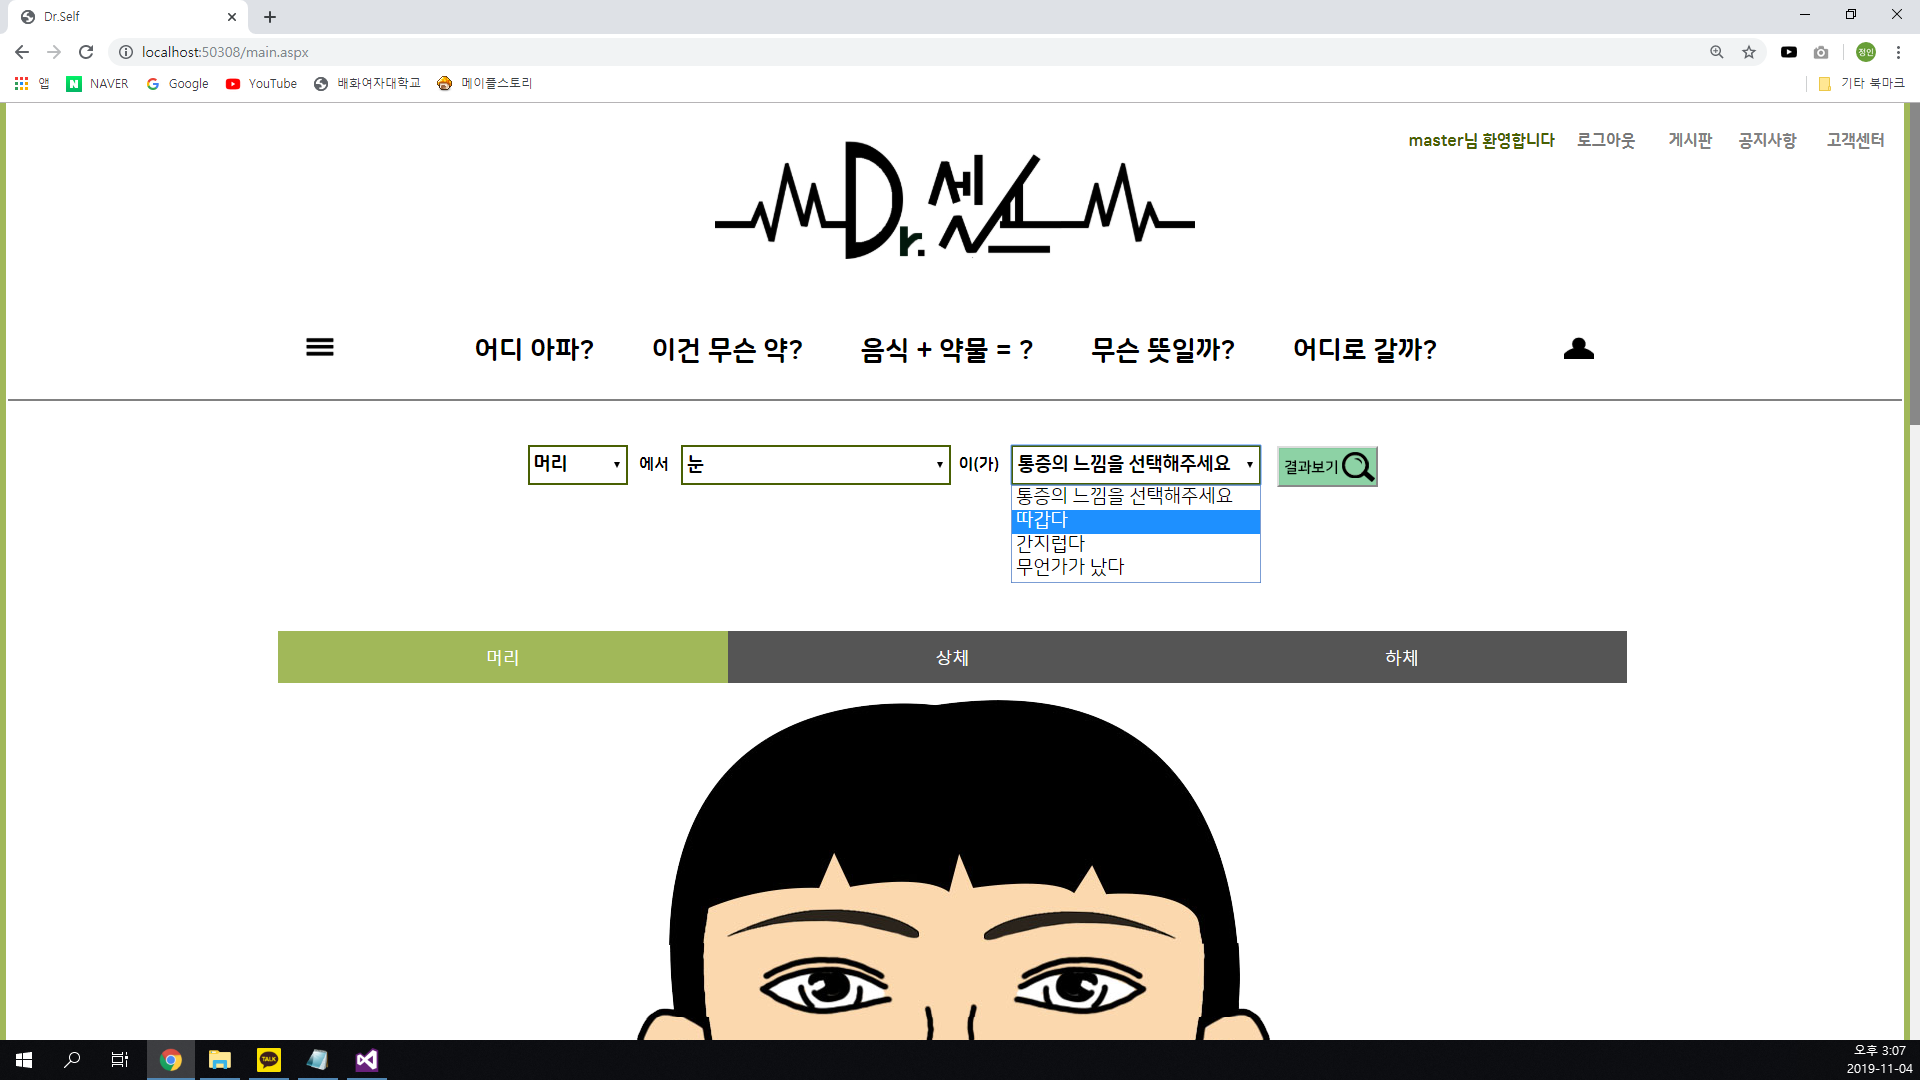 Dr.Self
localhost:50308/main.aspx
정인
앱 NAVER Google YouTube 배화여자대학교 메이플스토리 기타 북마크
master님 환영합니다 로그아웃 게시판 공지사항 고객센터
Dr. 셀프
어디 아파? 이건 무슨 약? 음식 + 약물 = ? 무슨 뜻일까? 어디로 갈까?
머리 에서 눈 이(가) 통증의 느낌을 선택해주세요 결과보기
통증의 느낌을 선택해주세요
따갑다
간지럽다
무언가가 났다
머리 상체 하체
TALK
오후 3:07
2019-11-04